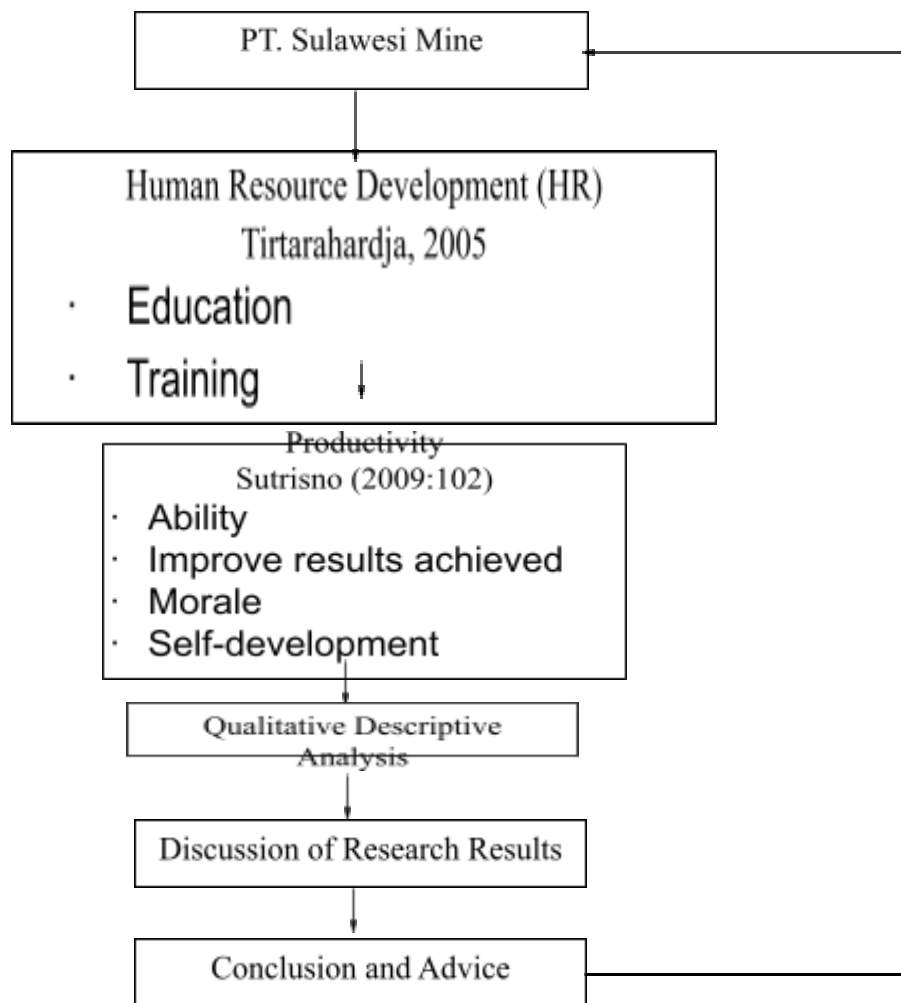 PT. Sulawesi Mine
Human Resource Development (HR)
Tirtarahardja, 2005
· Education
· Training
Productivity
Sutrisno (2009:102)
· Ability
· Improve results achieved
· Morale
· Self-development
Qualitative Descriptive
Analysis
Discussion of Research Results
Conclusion and Advice